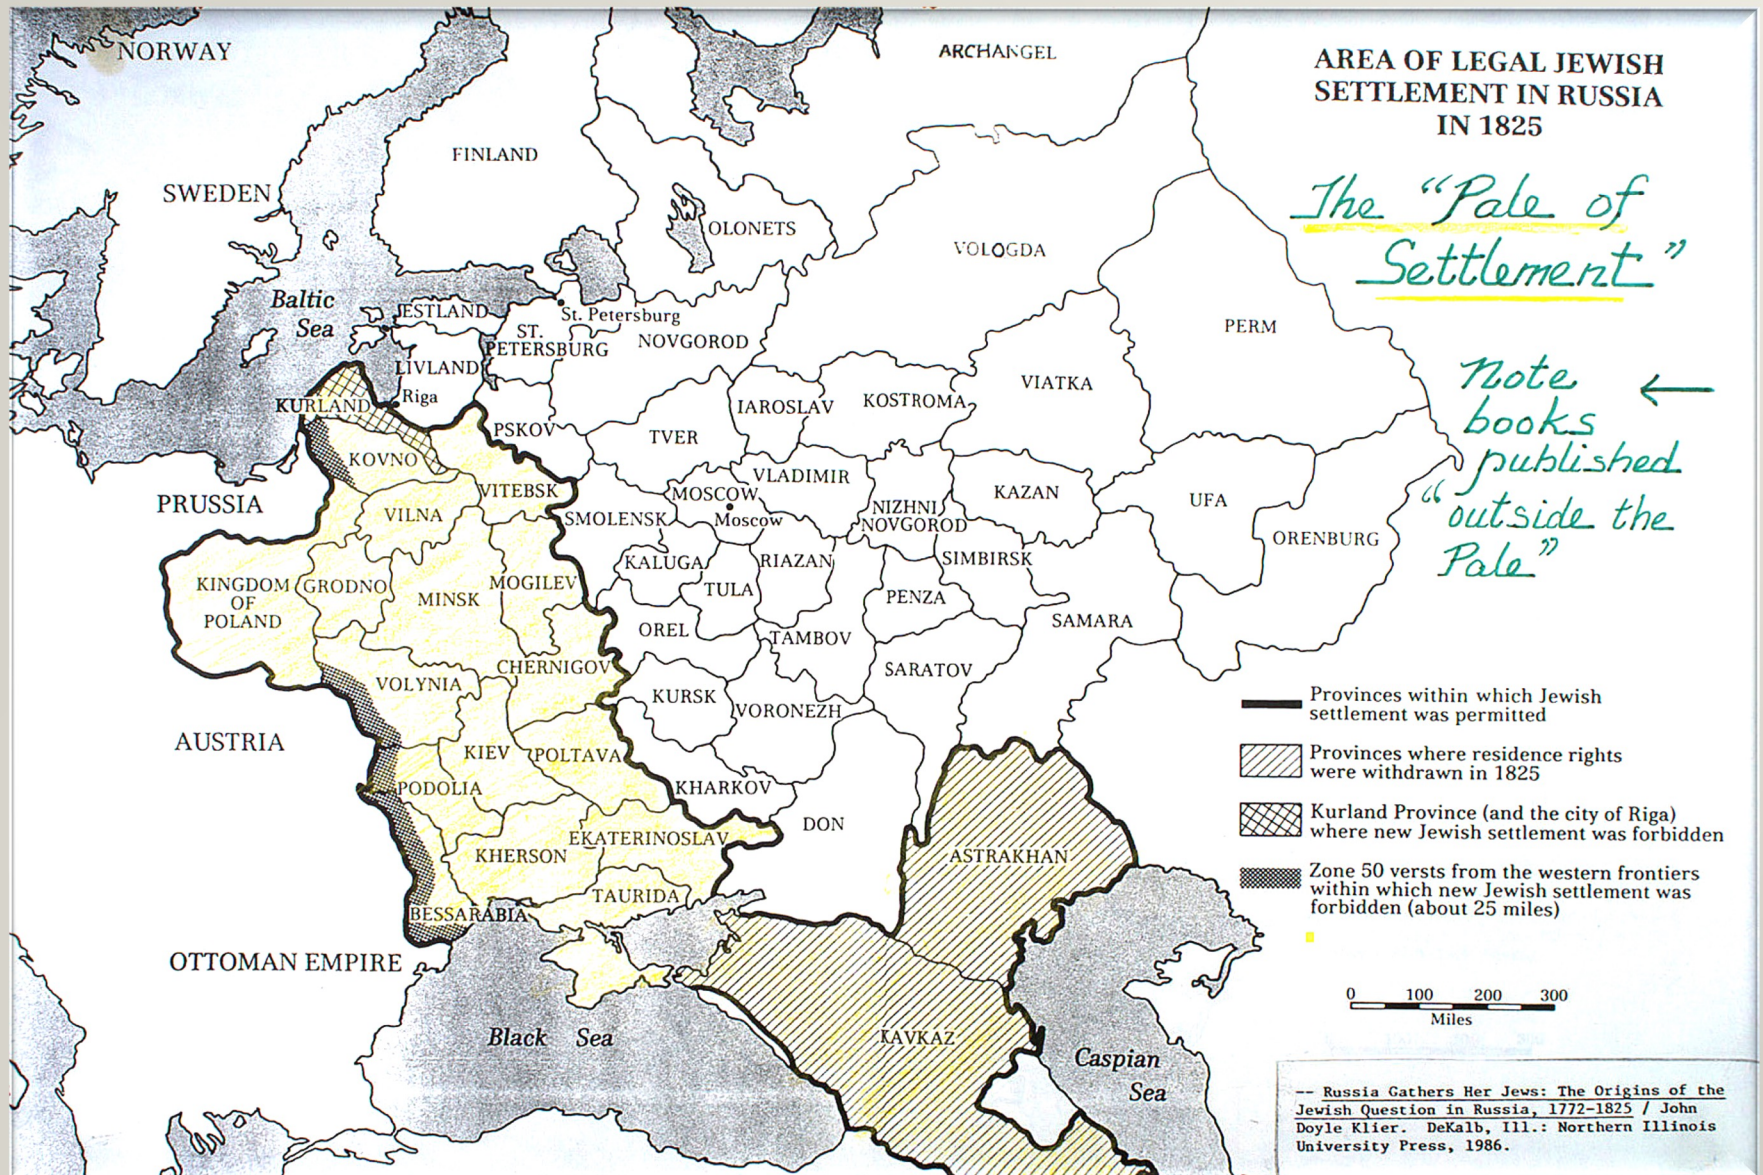 NORWAY
ARCHANGEL
AREA OF LEGAL JEWISH
SETTLEMENT IN RUSSIA
IN 1825
FINLAND
SWEDEN
OLONETS
VOLOGDA
The "Pale of
Settlement"
Baltic
Sea
ESTLAND
St. Petersburg
ST.
PETERSBURG
NOVGOROD
PERM
LIVLAND
Riga
KURLAND
IAROSLAV
KOSTROMA
VIATKA
Note ←
books
published
"outside the
Pale"
PSKOV
TVER
KOVNO
VITEBSK
VLADIMIR
MOSCOW
Moscow
NIZHNI
NOVGOROD
KAZAN
UFA
PRUSSIA
VILNA
SMOLENSK
ORENBURG
KALUGA
RIAZAN
SIMBIRSK
KINGDOM
OF
POLAND
GRODNO
MINSK
MOGILEV
TULA
PENZA
OREL
TAMBOV
SAMARA
CHERNIGOV
SARATOV
VOLYNIA
KURSK
VORONEZH
AUSTRIA
KIEV
POLTAVA
PODOLIA
KHARKOV
DON
EKATERINOSLAV
KHERSON
ASTRAKHAN
TAURIDA
BESSARABIA
OTTOMAN EMPIRE
Black Sea
KAVKAZ
Caspian
Sea
Provinces within which Jewish
settlement was permitted
Provinces where residence rights
were withdrawn in 1825
Kurland Province (and the city of Riga)
where new Jewish settlement was forbidden
Zone 50 versts from the western frontiers
within which new Jewish settlement was
forbidden (about 25 miles)
0 100 200 300
Miles
-- Russia Gathers Her Jews: The Origins of the
Jewish Question in Russia, 1772-1825 / John
Doyle Klier. DeKalb, Ill.: Northern Illinois
University Press, 1986.